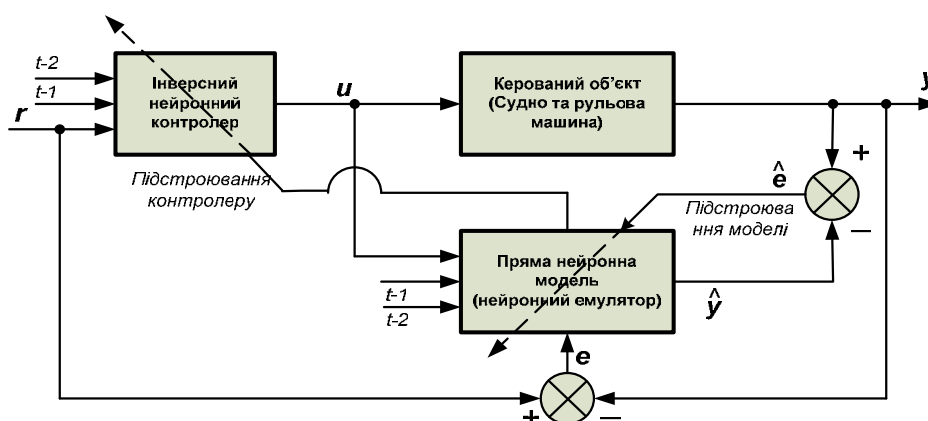 t-2
t-1
r
Інверсний
нейронний
контролер
u
Керований об’єкт
(Судно та рульова
машина)
y
+
ê
Підстроювання
контролеру
Підстроюва
ння моделі
—
Пряма нейронна
модель
(нейронний емулятор)
t-1
t-2
ŷ
e
+
—